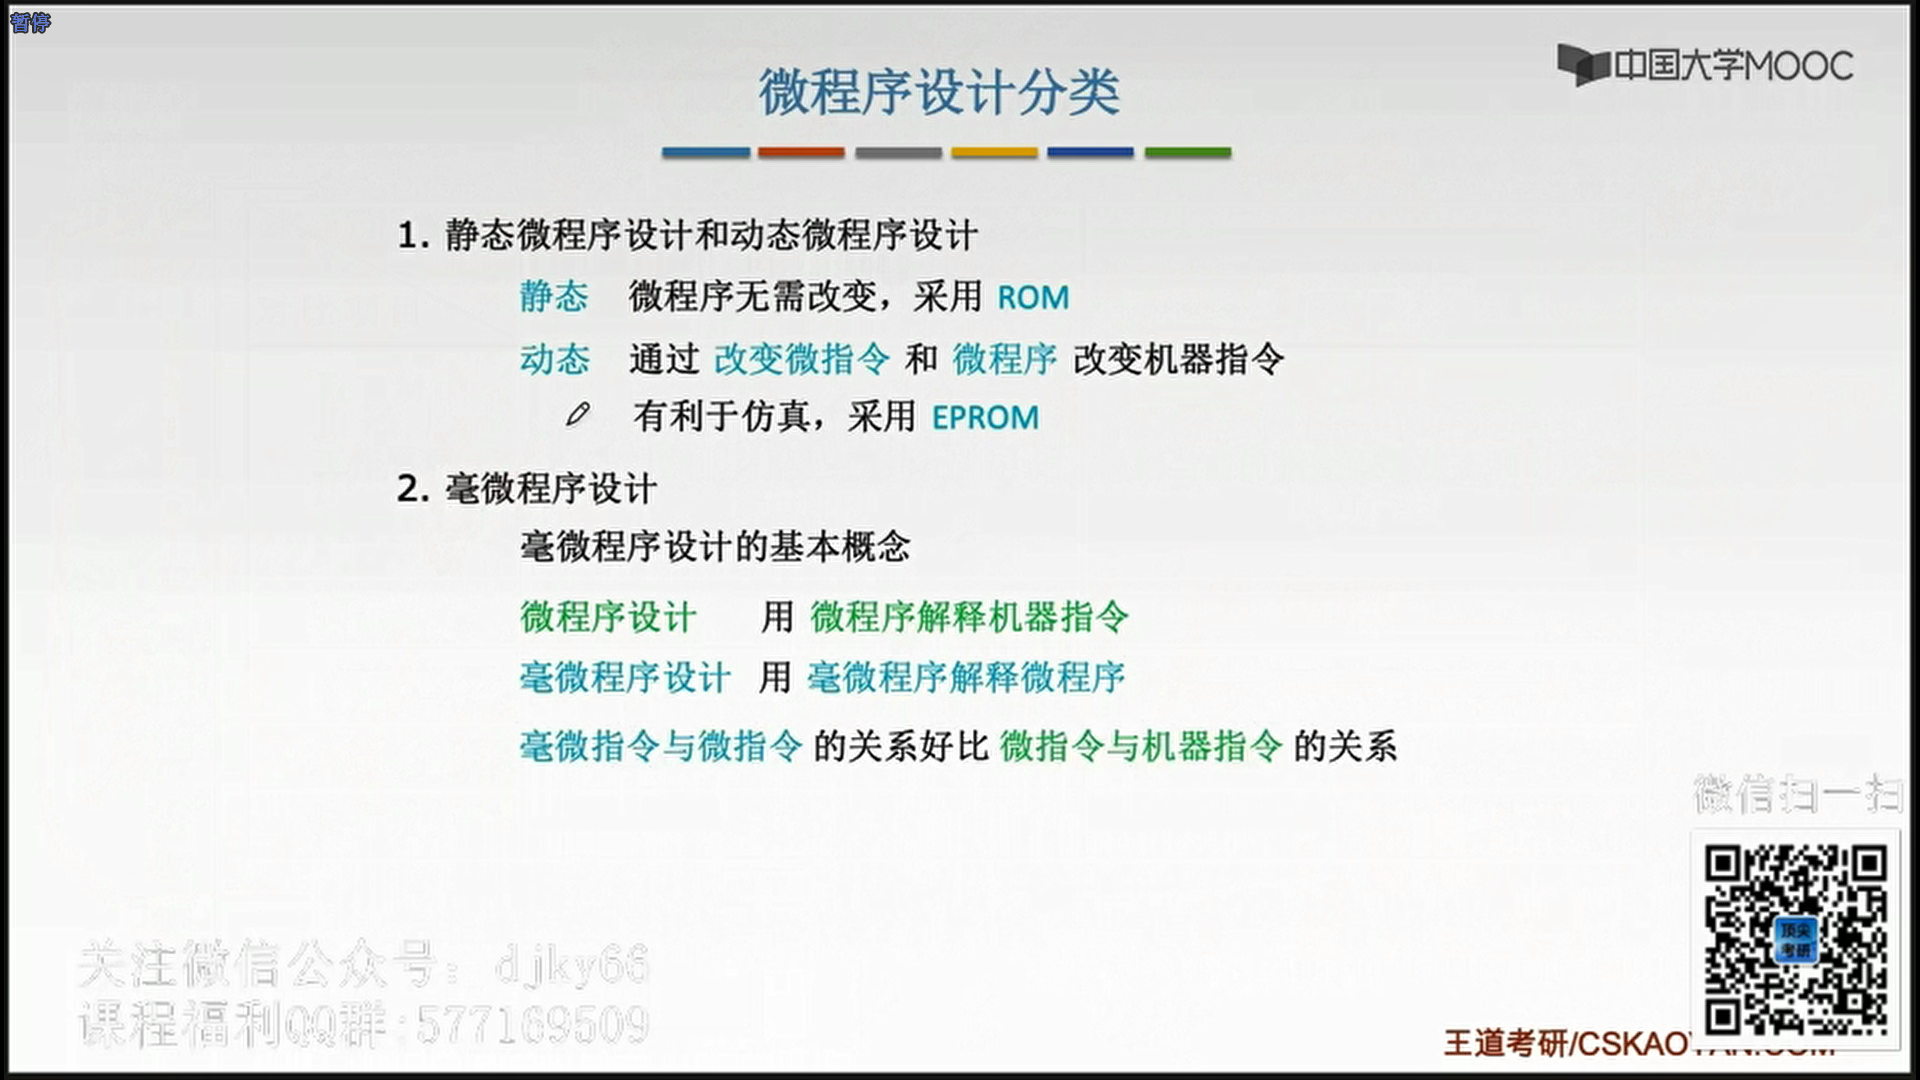 暂停
中国大学MOOC
微程序设计分类
1. 静态微程序设计和动态微程序设计
静态 微程序无需改变，采用 ROM
动态 通过 改变微指令 和 微程序 改变机器指令
有利于仿真，采用 EPROM
2. 毫微程序设计
毫微程序设计的基本概念
微程序设计 用 微程序解释机器指令
毫微程序设计 用 毫微程序解释微程序
毫微指令与微指令 的关系好比 微指令与机器指令 的关系
微信扫一扫
顶尖
考研
关注微信公众号：djky66
课程福利QQ群:577169509
王道考研/CSKAOYAN.COM